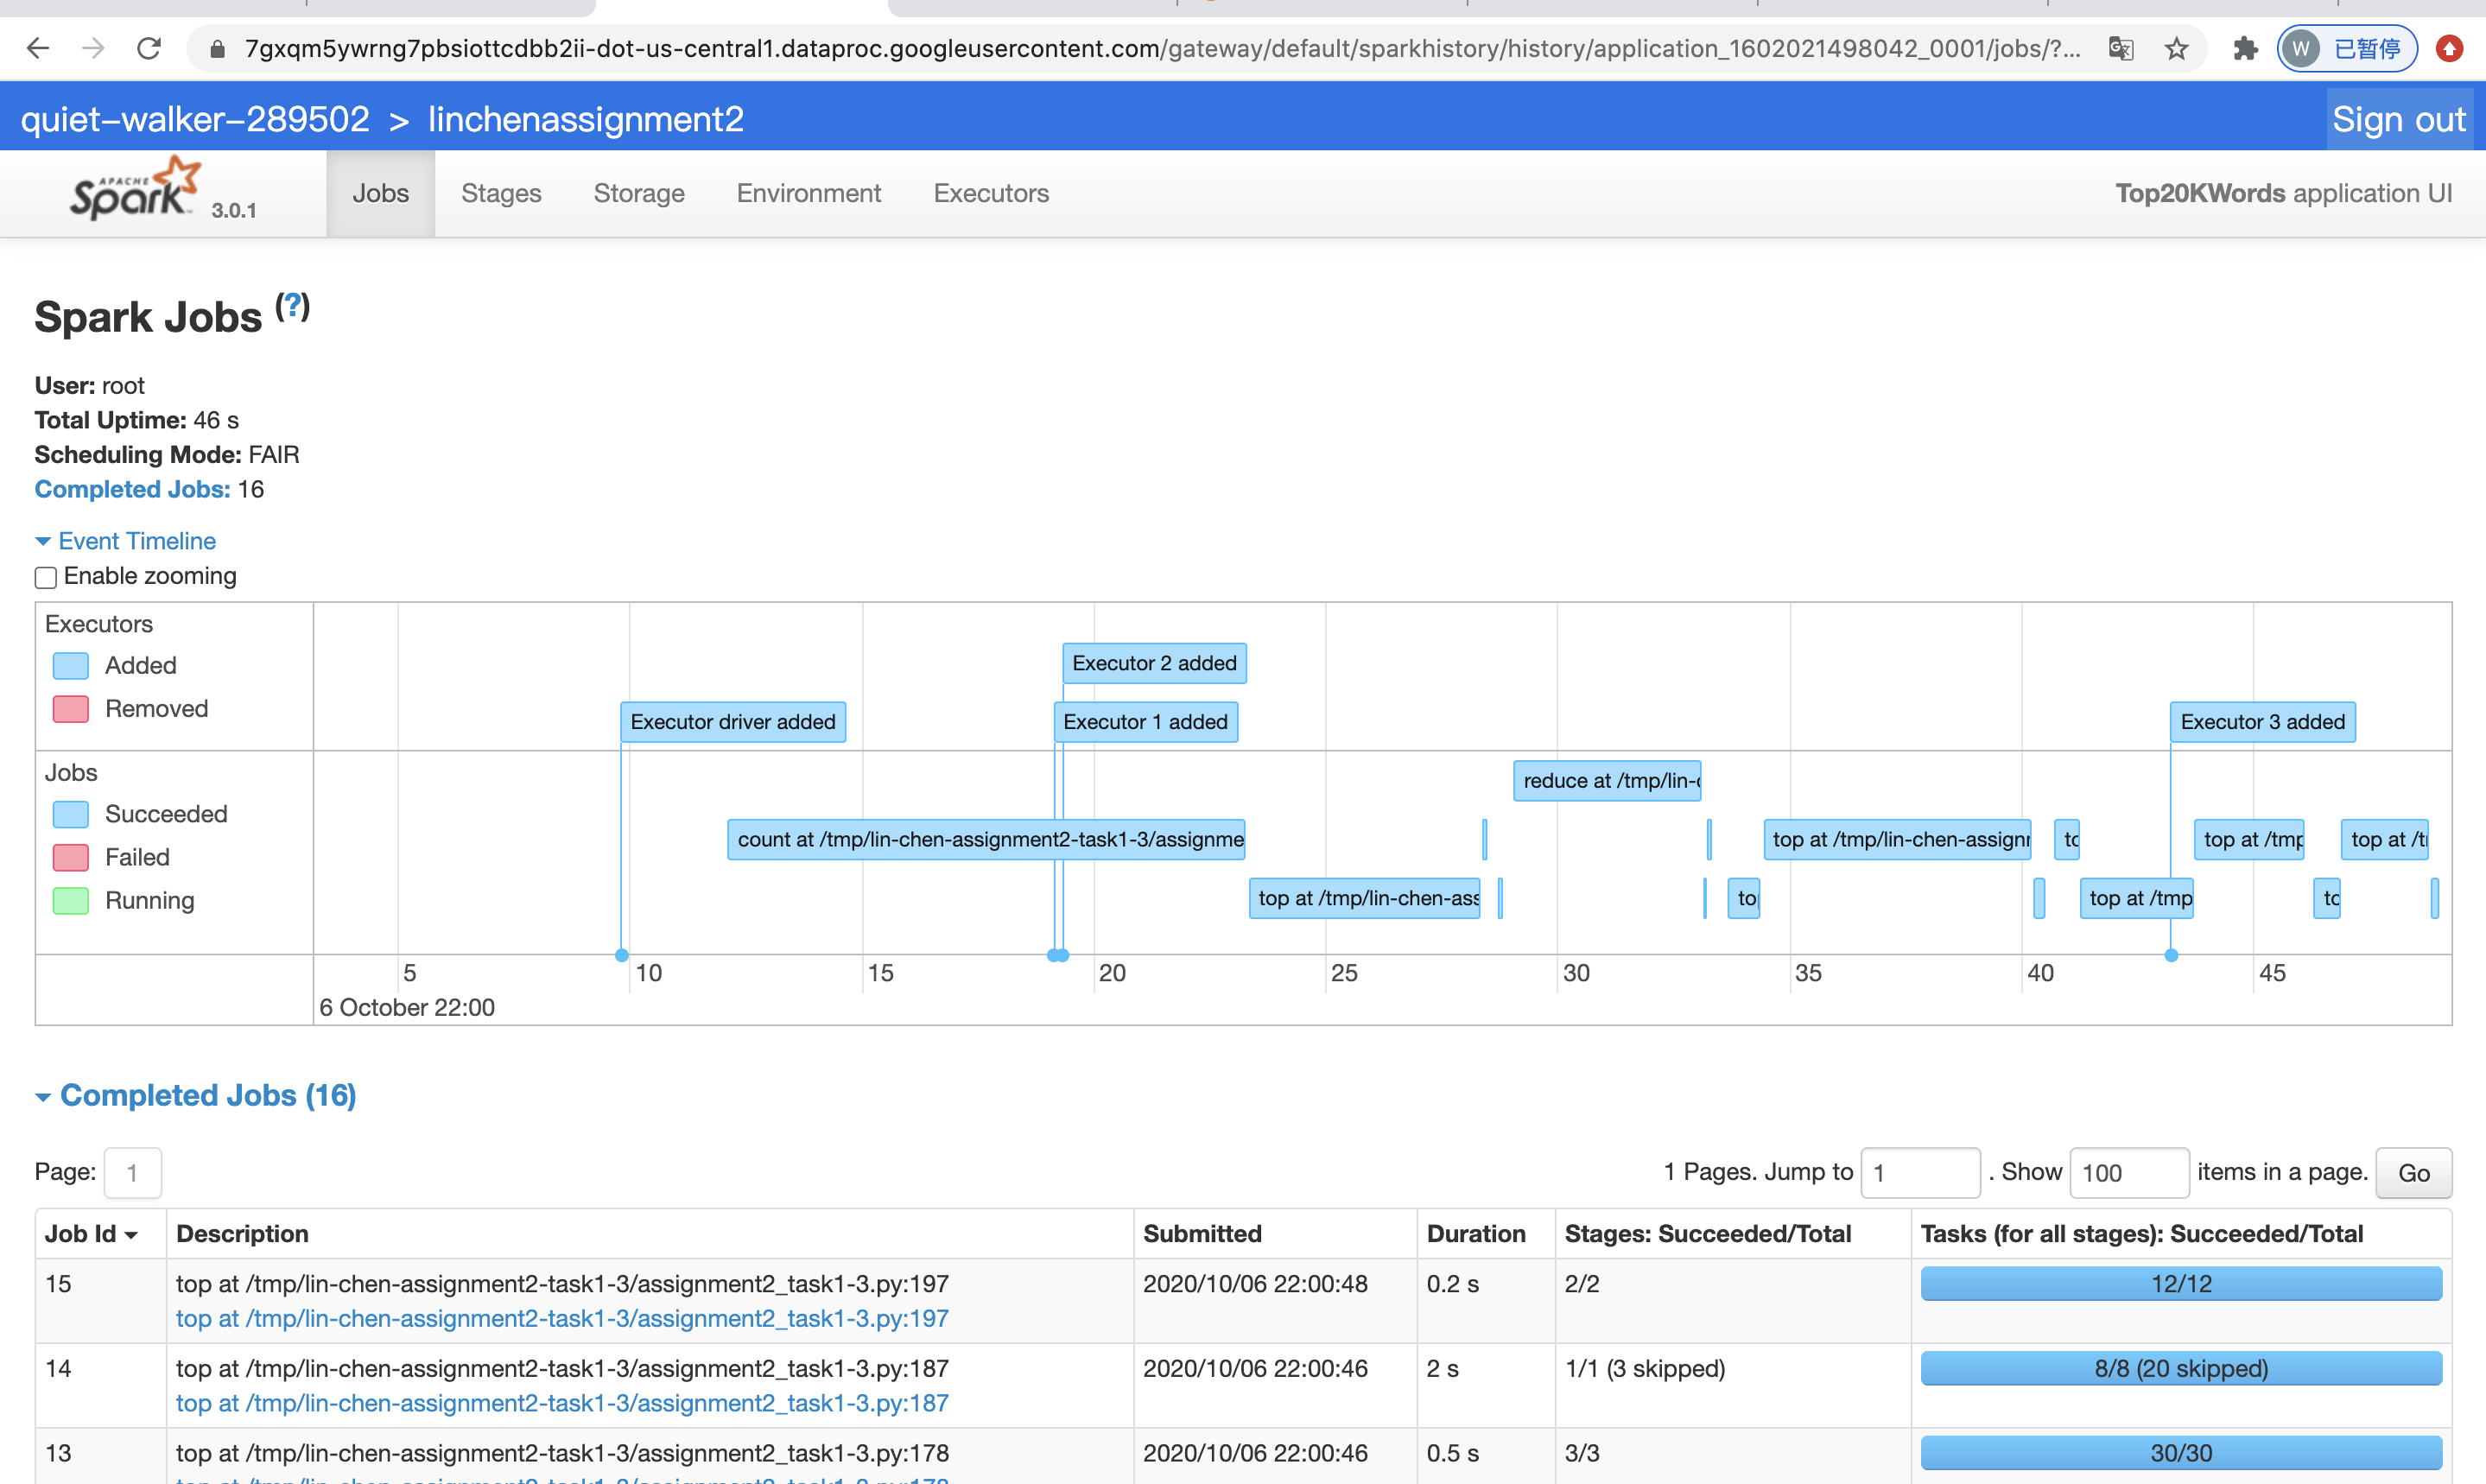 7gxqm5ywrng7pbsiottcdbb2ii-dot-us-central1.dataproc.googleusercontent.com/gateway/default/sparkhistory/history/application_1602021498042_0001/jobs/?...
W 已暂停
quiet-walker-289502 > linchenassignment2
Sign out
APACHE Spark 3.0.1
Jobs Stages Storage Environment Executors
Top20KWords application UI
Spark Jobs (?)
User: root
Total Uptime: 46 s
Scheduling Mode: FAIR
Completed Jobs: 16
Event Timeline
Enable zooming
Executors
Added
Removed
Executor 2 added
Executor driver added
Executor 1 added
Executor 3 added
Jobs
Succeeded
Failed
Running
reduce at /tmp/lin-
count at /tmp/lin-chen-assignment2-task1-3/assignme
top at /tmp/lin-chen-assign
to
top at /tmp
top at /t
top at /tmp/lin-chen-ass
to
top at /tmp
to
5 10 15 20 25 30 35 40 45
6 October 22:00
Completed Jobs (16)
Page: 1
1 Pages. Jump to 1 . Show 100 items in a page. Go
Job Id Description Submitted Duration Stages: Succeeded/Total Tasks (for all stages): Succeeded/Total
15 top at /tmp/lin-chen-assignment2-task1-3/assignment2_task1-3.py:197 2020/10/06 22:00:48 0.2 s 2/2 12/12
top at /tmp/lin-chen-assignment2-task1-3/assignment2_task1-3.py:197
14 top at /tmp/lin-chen-assignment2-task1-3/assignment2_task1-3.py:187 2020/10/06 22:00:46 2 s 1/1 (3 skipped) 8/8 (20 skipped)
top at /tmp/lin-chen-assignment2-task1-3/assignment2_task1-3.py:187
13 top at /tmp/lin-chen-assignment2-task1-3/assignment2_task1-3.py:178 2020/10/06 22:00:46 0.5 s 3/3 30/30